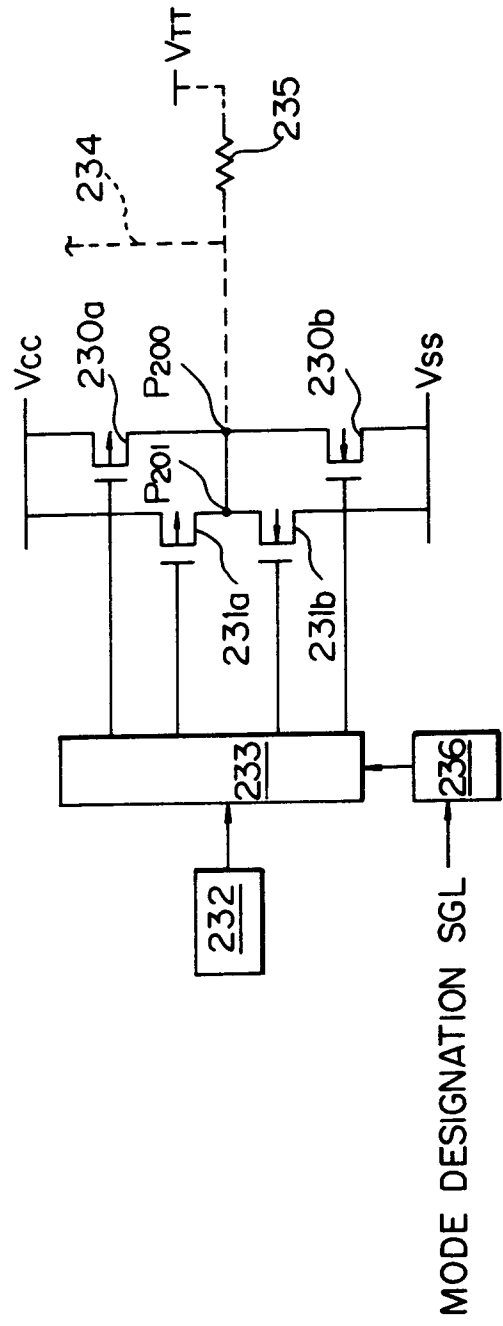 234
VTT
235
Vcc
230a
P200
P201
230b
Vss
231a
231b
233
232
236
MODE DESIGNATION SGL